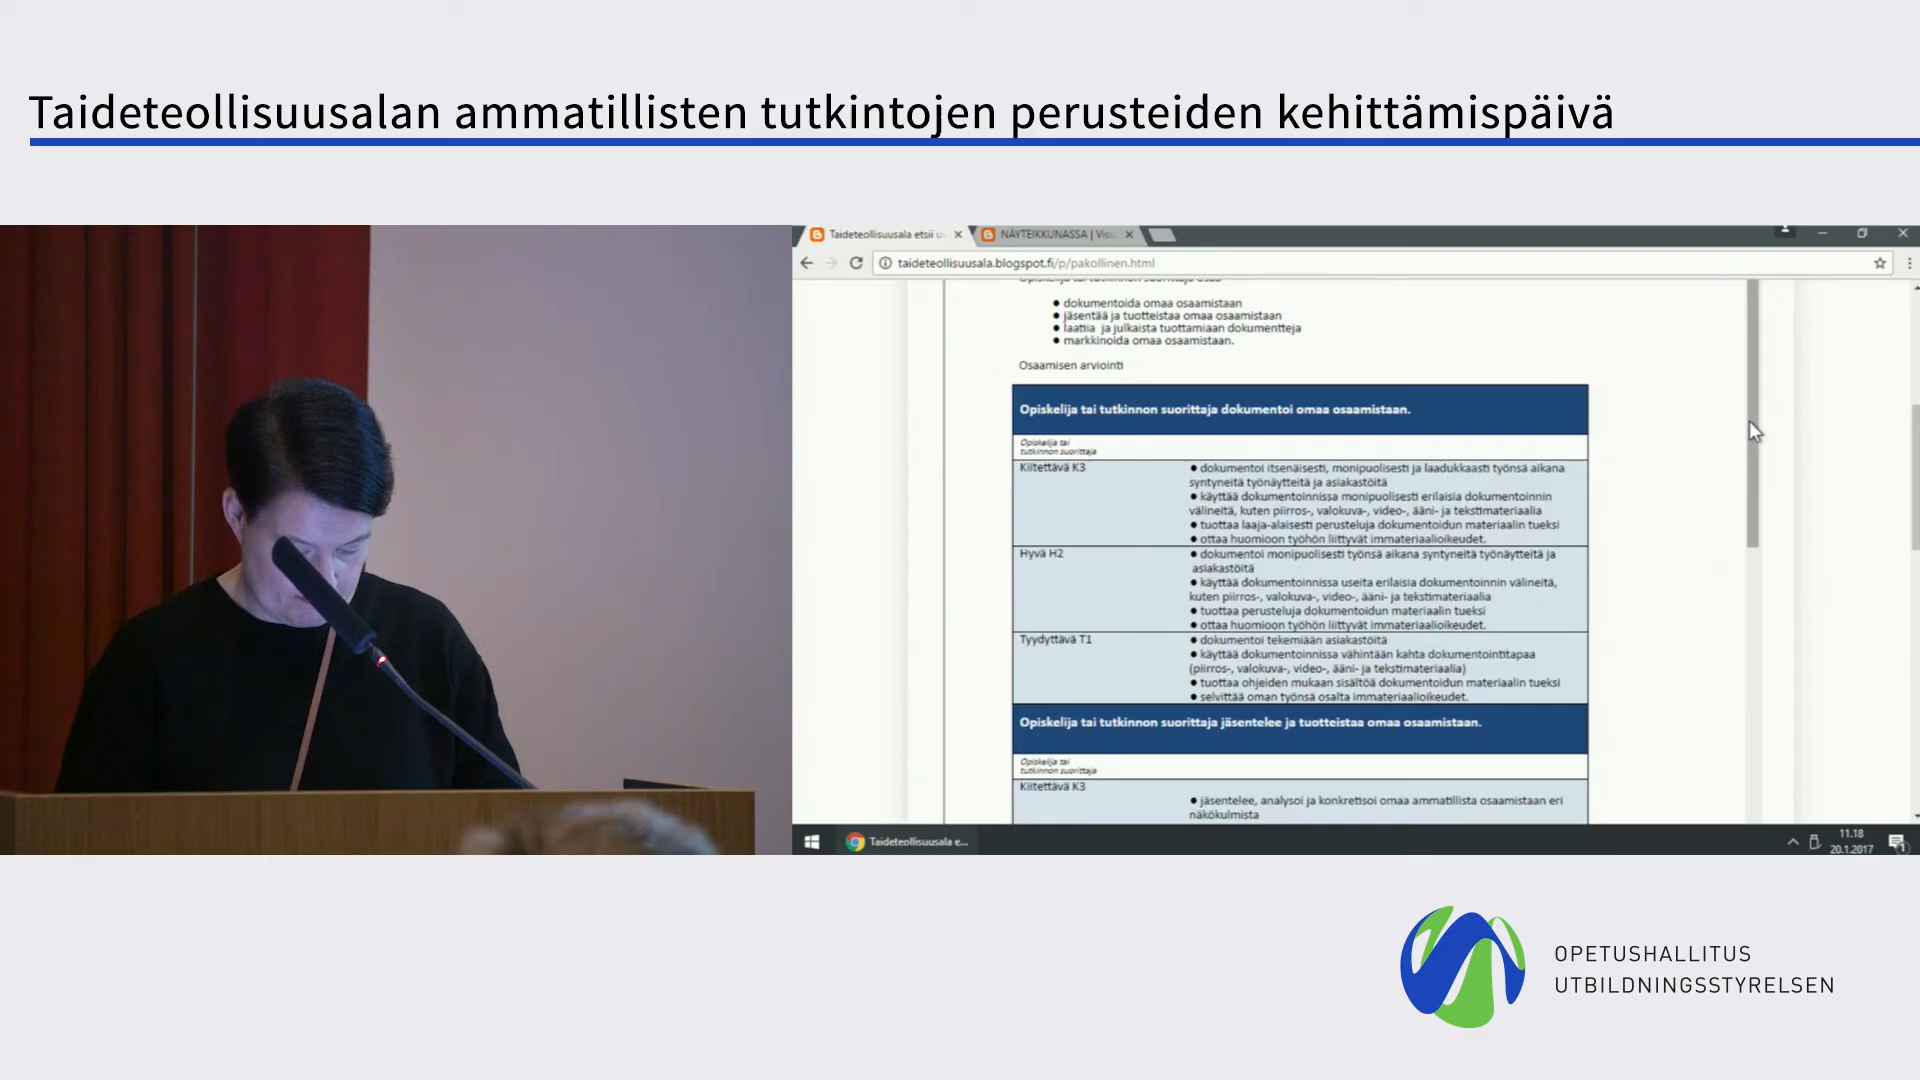 Taideteollisuusalan ammatillisten tutkintojen perusteiden kehittämispäivä
Taideteollisuusala etsii u
NÄYTEIKKUNASSA | Visu
taideteollisuusala.blogspot.fi/p/pakollinen.html
Opiskelija tai tutkinnon suorittaja osaa
● dokumentoida omaa osaamistaan
● jäsentää ja tuotteistaa omaa osaamistaan
● laatiia ja julkaista tuottamiaan dokumentteja
● markkinoida omaa osaamistaan.
Osaamisen arviointi
Opiskelija tai tutkinnon suorittaja dokumentoi omaa osaamistaan.
Opiskelija tai
tutkinnon suorittaja
Kiitettävä K3
● dokumentoi itsenäisesti, monipuolisesti ja laadukkaasti työnsä aikana
syntyneitä työnäytteitä ja asiakastöitä
● käyttää dokumentoinnissa monipuolisesti erilaisia dokumentoinnin
välineitä, kuten piirros-, valokuva-, video-, ääni- ja tekstimateriaalia
● tuottaa laaja-alaisesti perusteluja dokumentoidun materiaalin tueksi
● ottaa huomioon työhön liittyvät immateriaalioikeudet.
Hyvä H2
● dokumentoi monipuolisesti työnsä aikana syntyneitä työnäytteitä ja
asiakastöitä
● käyttää dokumentoinnissa useita erilaisia dokumentoinnin välineitä,
kuten piirros-, valokuva-, video-, ääni- ja tekstimateriaalia
● tuottaa perusteluja dokumentoidun materiaalin tueksi
● ottaa huomioon työhön liittyvät immateriaalioikeudet.
Tyydyttävä T1
● dokumentoi tekemiään asiakastöitä
● käyttää dokumentoinnissa vähintään kahta dokumentointitapaa
(piirros-, valokuva-, video-, ääni- ja tekstimateriaalia)
● tuottaa ohjeiden mukaan sisältöä dokumentoidun materiaalin tueksi
● selvittää oman työnsä osalta immateriaalioikeudet.
Opiskelija tai tutkinnon suorittaja jäsentelee ja tuotteistaa omaa osaamistaan.
Opiskelija tai
tutkinnon suorittaja
Kiitettävä K3
● jäsentelee, analysoi ja konkretisoi omaa ammatillista osaamistaan eri
näkökulmista
Taideteollisuusala e...
11.18
20.1.2017
1
OPETUSHALLITUS
UTBILDNINGSSTYRELSEN